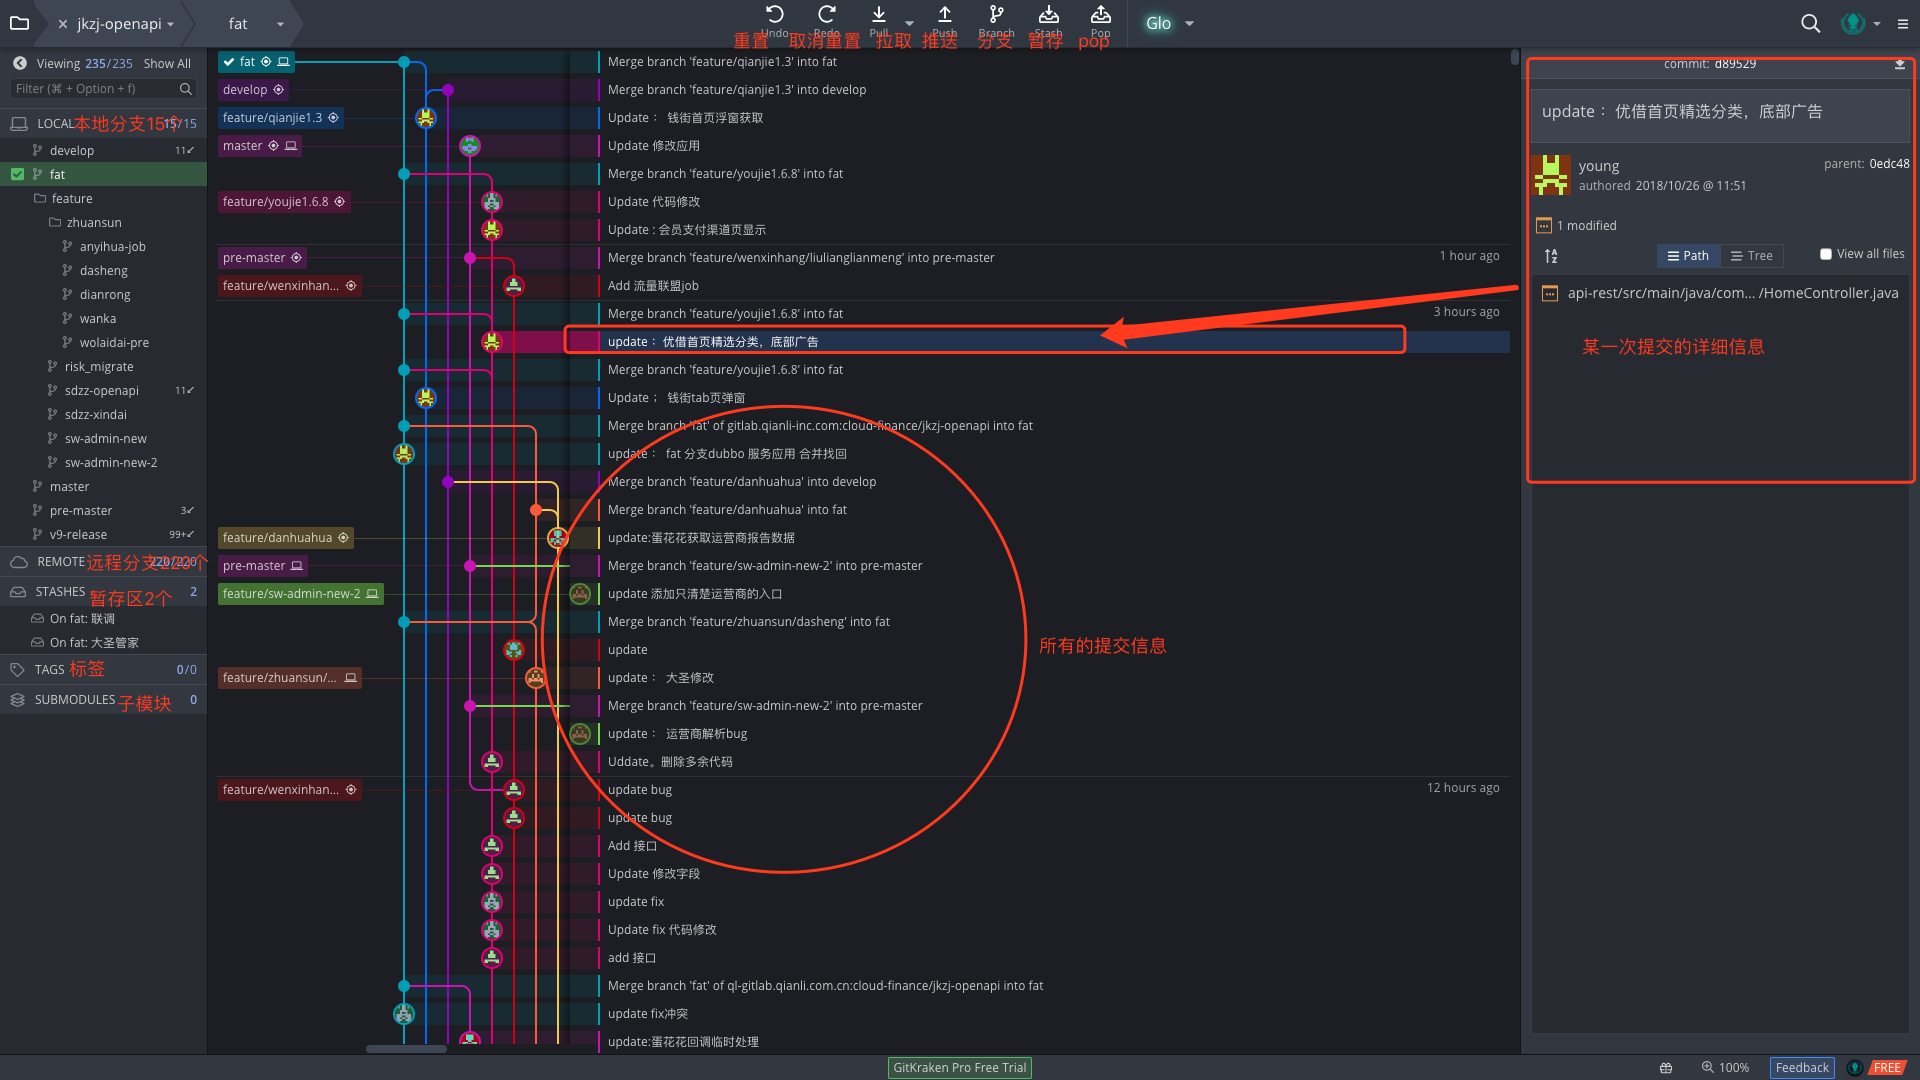 jkzj-openapi
fat
Undo
Redo
Pull
Push
Branch
Stash
Pop
Glo
重置
取消重置
拉取
推送
分支
暂存
pop
Viewing 235/235 Show All
Filter (⌘ + Option + f)
LOCAL 15/15
本地分支15个
develop 11
fat
feature
zhuansun
anyihua-job
dasheng
dianrong
wanka
wolaidai-pre
risk_migrate
sdzz-openapi 11
sdzz-xindai
sw-admin-new
sw-admin-new-2
master
pre-master 3
v9-release 99+
REMOTE 220/220
远程分支220个
STASHES 2
暂存区2个
On fat: 联调
On fat: 大圣管家
TAGS 0/0
标签
SUBMODULES 0
子模块
fat Merge branch 'feature/qianjie1.3' into fat
develop Merge branch 'feature/qianjie1.3' into develop
feature/qianjie1.3 Update： 钱街首页浮窗获取
master Update 修改应用
Merge branch 'feature/youjie1.6.8' into fat
feature/youjie1.6.8 Update 代码修改
Update : 会员支付渠道页显示
pre-master Merge branch 'feature/wenxinhang/liulianglianmeng' into pre-master 1 hour ago
feature/wenxinhan... Add 流量联盟job
Merge branch 'feature/youjie1.6.8' into fat 3 hours ago
update： 优借首页精选分类，底部广告
Merge branch 'feature/youjie1.6.8' into fat
Update； 钱街tab页弹窗
Merge branch 'fat' of gitlab.qianli-inc.com:cloud-finance/jkzj-openapi into fat
update： fat 分支dubbo 服务应用 合并找回
Merge branch 'feature/danhuahua' into develop
Merge branch 'feature/danhuahua' into fat
feature/danhuahua update:蛋花花获取运营商报告数据
pre-master Merge branch 'feature/sw-admin-new-2' into pre-master
feature/sw-admin-new-2 update 添加只清楚运营商的入口
Merge branch 'feature/zhuansun/dasheng' into fat
update
feature/zhuansun/... update： 大圣修改
Merge branch 'feature/sw-admin-new-2' into pre-master
update： 运营商解析bug
Uddate。删除多余代码
feature/wenxinhan... update bug 12 hours ago
update bug
Add 接口
Update 修改字段
update fix
Update fix 代码修改
add 接口
Merge branch 'fat' of ql-gitlab.qianli.com.cn:cloud-finance/jkzj-openapi into fat
update fix冲突
update:蛋花花回调临时处理
所有的提交信息
commit: d89529
update： 优借首页精选分类，底部广告
young
authored 2018/10/26 @ 11:51
parent: 0edc48
1 modified
Path
Tree
View all files
api-rest/src/main/java/com... /HomeController.java
某一次提交的详细信息
GitKraken Pro Free Trial
100%
Feedback
FREE